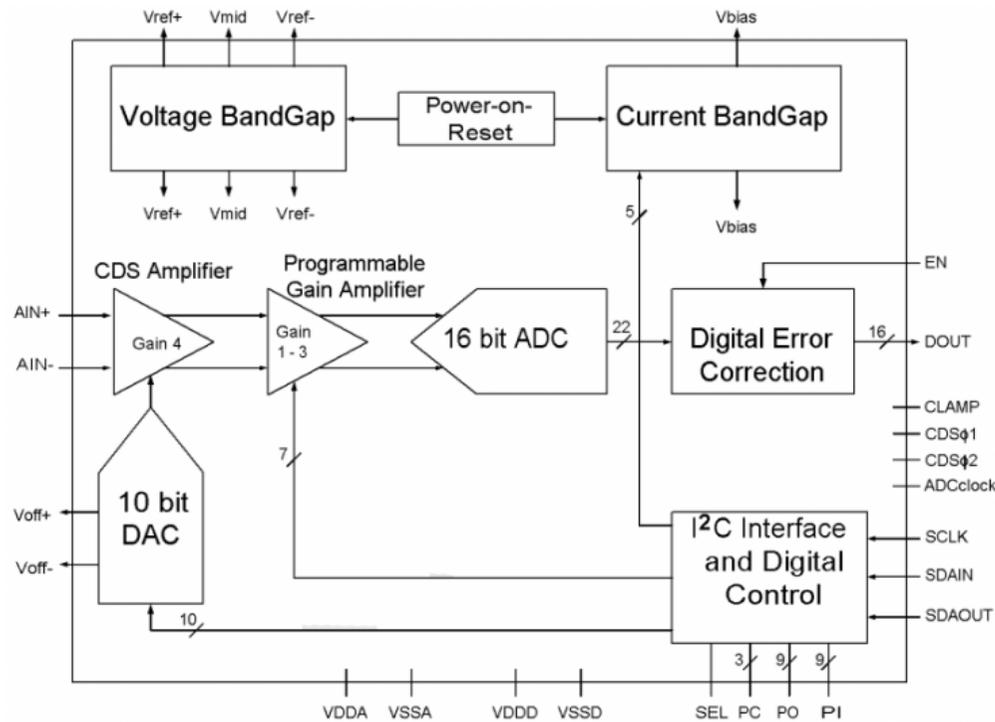 Vref+ Vmid Vref- Vbias
Voltage BandGap
Power-on-
Reset
Current BandGap
Vref+ Vmid Vref-
Vbias
5
CDS Amplifier
Programmable
Gain Amplifier
EN
AIN+
AIN-
Gain 4
Gain
1 - 3
16 bit ADC
22
Digital Error
Correction
16
DOUT
CLAMP
CDSϕ1
CDSϕ2
ADCclock
7
10 bit
DAC
Voff+
Voff-
10
I²C Interface
and Digital
Control
SCLK
SDAIN
SDAOUT
3 9 9
VDDA VSSA VDDD VSSD SEL PC PO PI